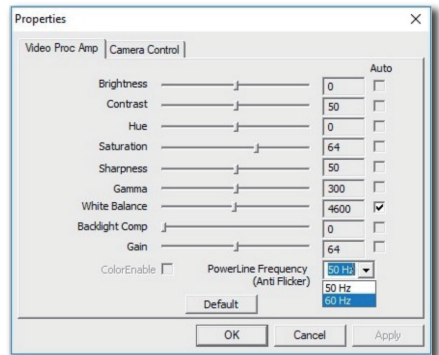 Properties
Video Proc Amp Camera Control
Auto
Brightness 0
Contrast 50
Hue 0
Saturation 64
Sharpness 50
Gamma 300
White Balance 4600
Backlight Comp 0
Gain 64
ColorEnable PowerLine Frequency 50 Hz
(Anti Flicker)
50 Hz
60 Hz
Default
OK Cancel Apply